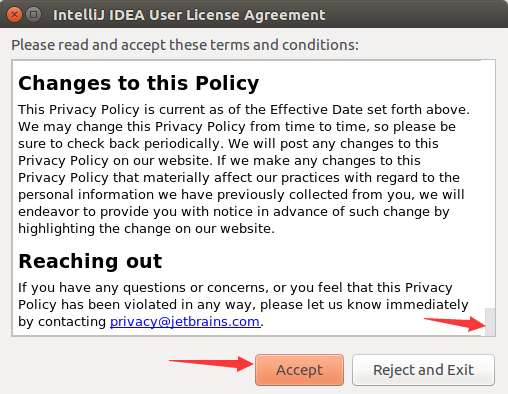 IntelliJ IDEA User License Agreement
Please read and accept these terms and conditions:
Changes to this Policy
This Privacy Policy is current as of the Effective Date set forth above.
We may change this Privacy Policy from time to time, so please be
sure to check back periodically. We will post any changes to this
Privacy Policy on our website. If we make any changes to this
Privacy Policy that materially affect our practices with regard to the
personal information we have previously collected from you, we will
endeavor to provide you with notice in advance of such change by
highlighting the change on our website.
Reaching out
If you have any questions or concerns, or you feel that this Privacy
Policy has been violated in any way, please let us know immediately
by contacting privacy@jetbrains.com.
Accept
Reject and Exit